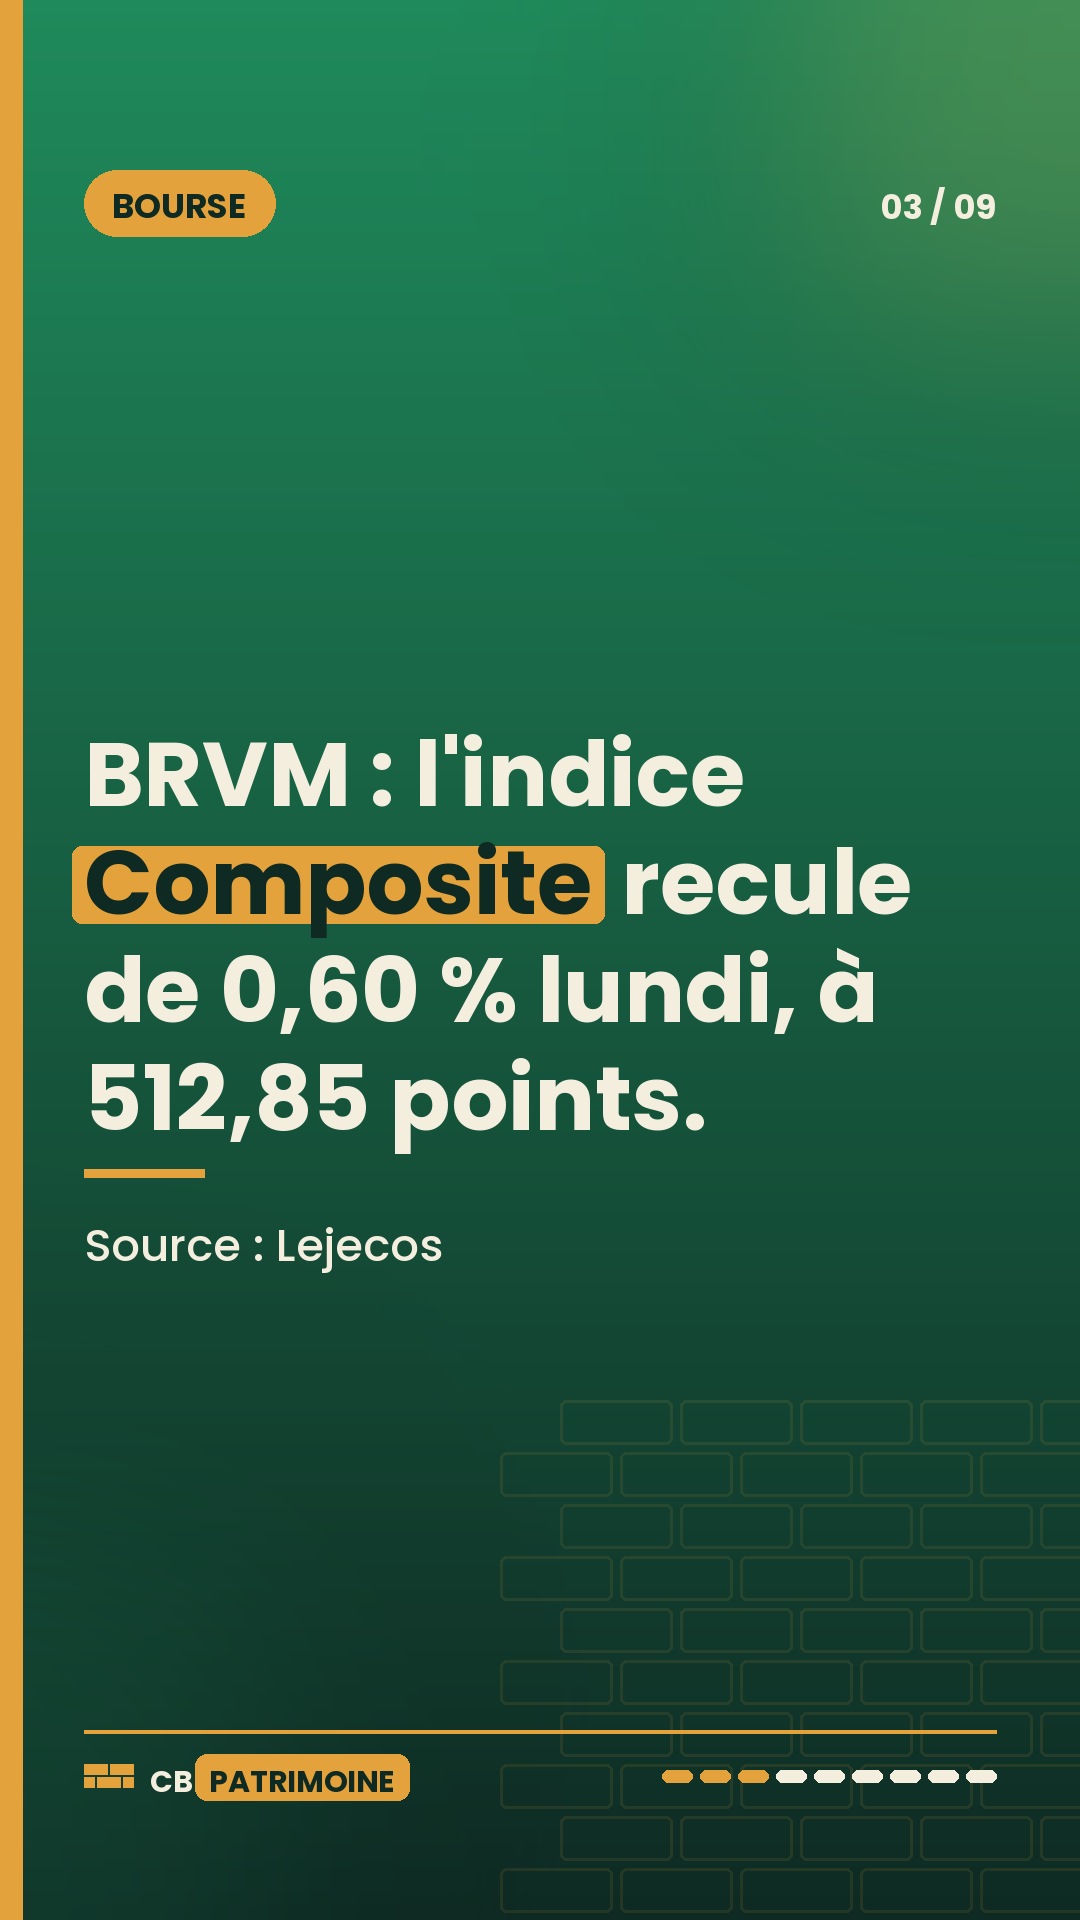 BOURSE
03 / 09
BRVM : l'indice
Composite recule
de 0,60 % lundi, à
512,85 points.
Source : Lejecos
CB PATRIMOINE